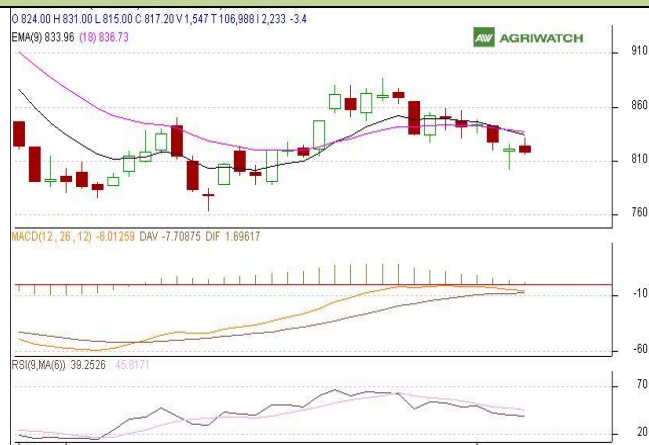 O 824.00 H 831.00 L 815.00 C 817.20 V 1,547 T 106,988 I 2,233 -3.4
EMA(9) 833.96 (18) 836.73
AW AGRIWATCH
910
860
810
760
MACD(12 , 26 , 12) -6.01259 DAV -7.70875 DIF 1.69617
-10
-60
RSI(9,MA(6)) 39.2526 45.8171
70
20